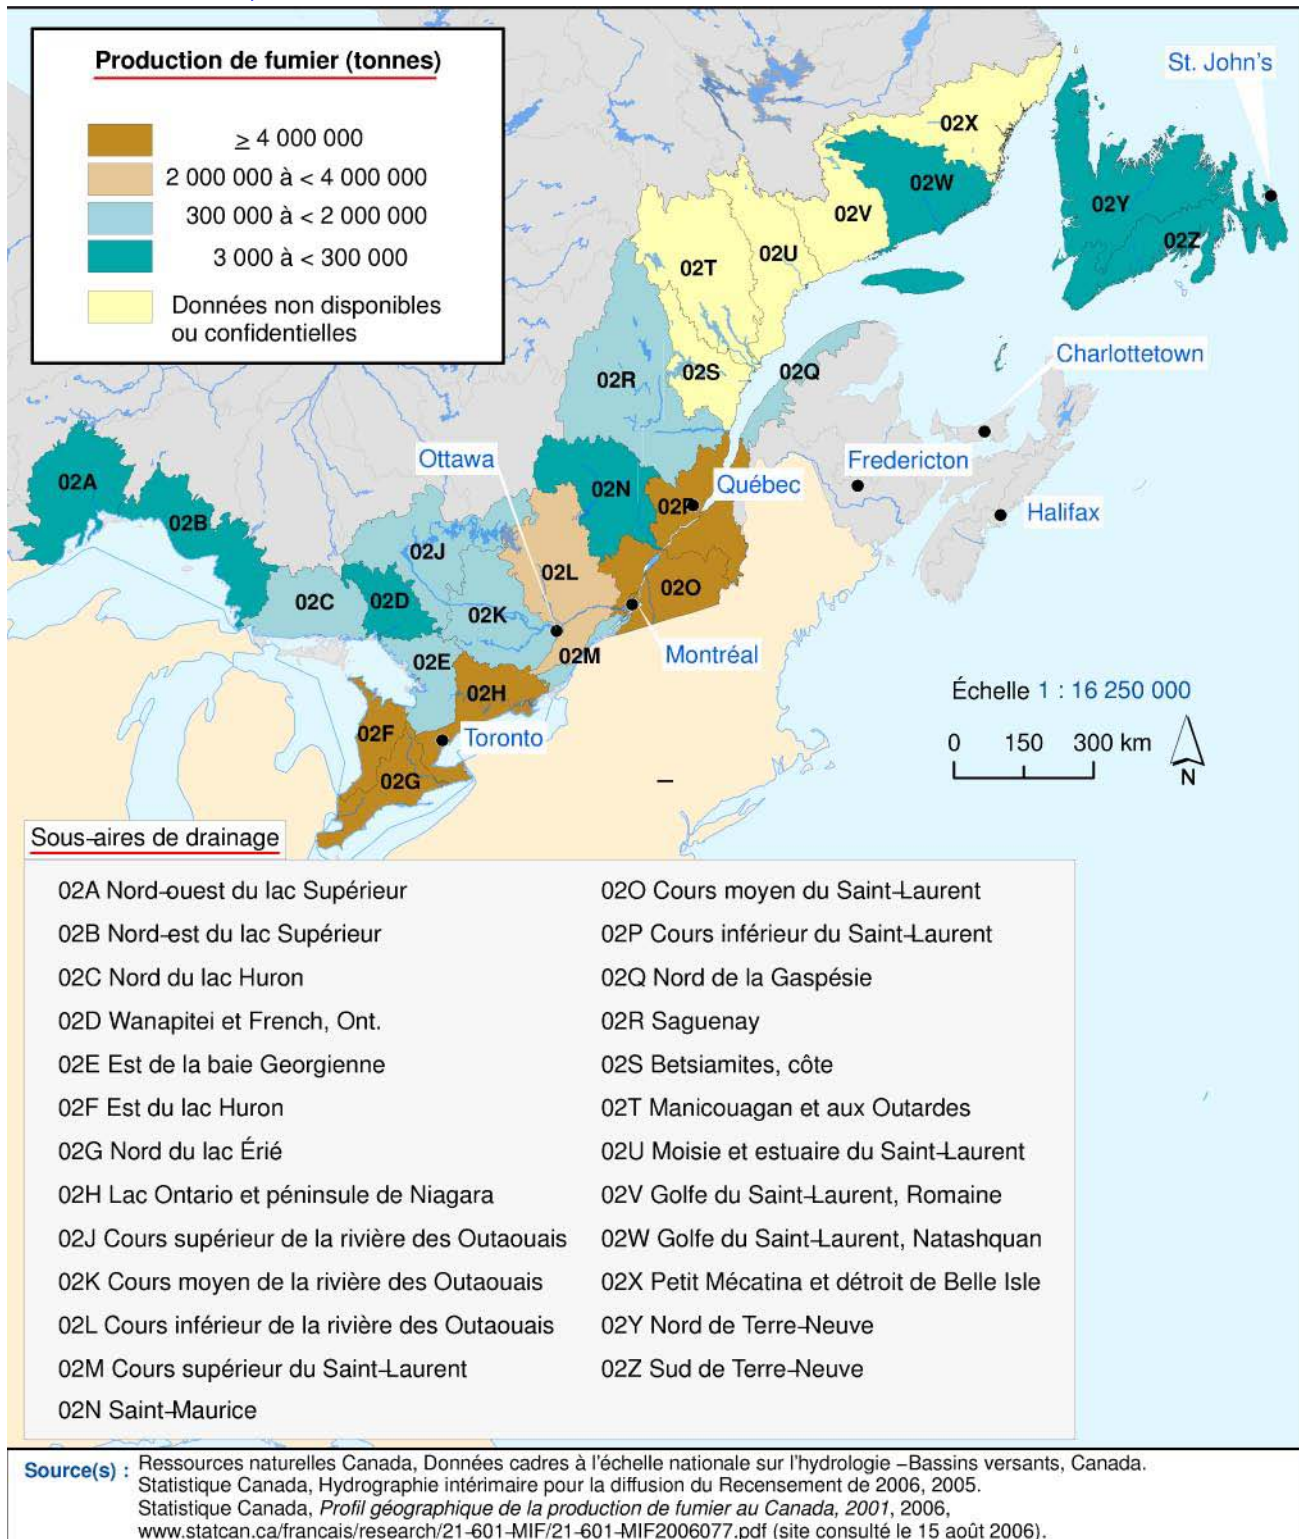 Production de fumier (tonnes)
≥ 4 000 000
2 000 000 à < 4 000 000
300 000 à < 2 000 000
3 000 à < 300 000
Données non disponibles
ou confidentielles
St. John's
02X
02W
02V
02Y
02Z
02U
02T
02S
02Q
02R
Charlottetown
Ottawa
Fredericton
Québec
Halifax
02A
02B
02N
02P
02J
02L
02O
02C
02D
02K
02M
Montréal
02E
02H
02F
Toronto
02G
Échelle 1 : 16 250 000
0 150 300 km
N
Sous-aires de drainage
02A Nord-ouest du lac Supérieur
02B Nord-est du lac Supérieur
02C Nord du lac Huron
02D Wanapitei et French, Ont.
02E Est de la baie Georgienne
02F Est du lac Huron
02G Nord du lac Érié
02H Lac Ontario et péninsule de Niagara
02J Cours supérieur de la rivière des Outaouais
02K Cours moyen de la rivière des Outaouais
02L Cours inférieur de la rivière des Outaouais
02M Cours supérieur du Saint-Laurent
02N Saint-Maurice
02O Cours moyen du Saint-Laurent
02P Cours inférieur du Saint-Laurent
02Q Nord de la Gaspésie
02R Saguenay
02S Betsiamites, côte
02T Manicouagan et aux Outardes
02U Moisie et estuaire du Saint-Laurent
02V Golfe du Saint-Laurent, Romaine
02W Golfe du Saint-Laurent, Natashquan
02X Petit Mécatina et détroit de Belle Isle
02Y Nord de Terre-Neuve
02Z Sud de Terre-Neuve
Source(s) : Ressources naturelles Canada, Données cadres à l'échelle nationale sur l'hydrologie –Bassins versants, Canada.
Statistique Canada, Hydrographie intérimaire pour la diffusion du Recensement de 2006, 2005.
Statistique Canada, Profil géographique de la production de fumier au Canada, 2001, 2006,
www.statcan.ca/francais/research/21-601-MIF/21-601-MIF2006077.pdf (site consulté le 15 août 2006).